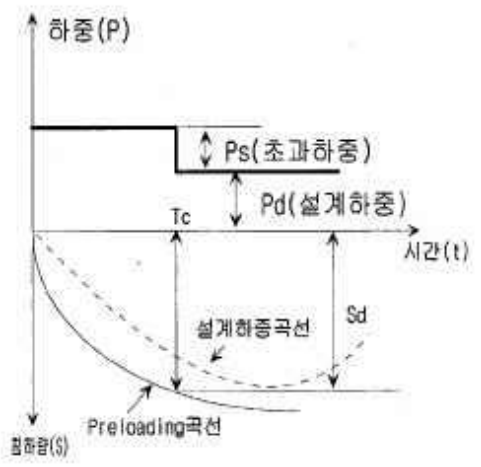 하중(P)
Ps(초과하중)
Tc
Pd(설계하중)
시간(t)
Sd
설계하중곡선
Preloading곡선
침하량(S)